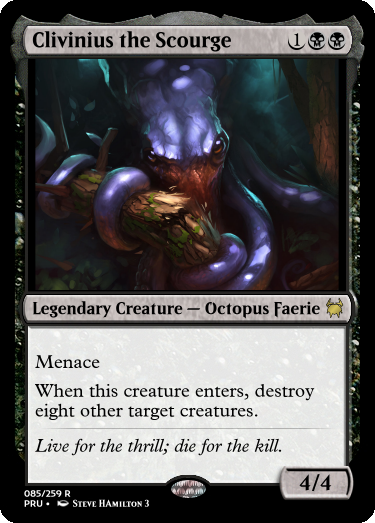 Clivinius the Scourge 1
Legendary Creature — Octopus Faerie
Menace
When this creature enters, destroy
eight other target creatures.
Live for the thrill; die for the kill.
4/4
085/259 R
PRU • Steve Hamilton 3